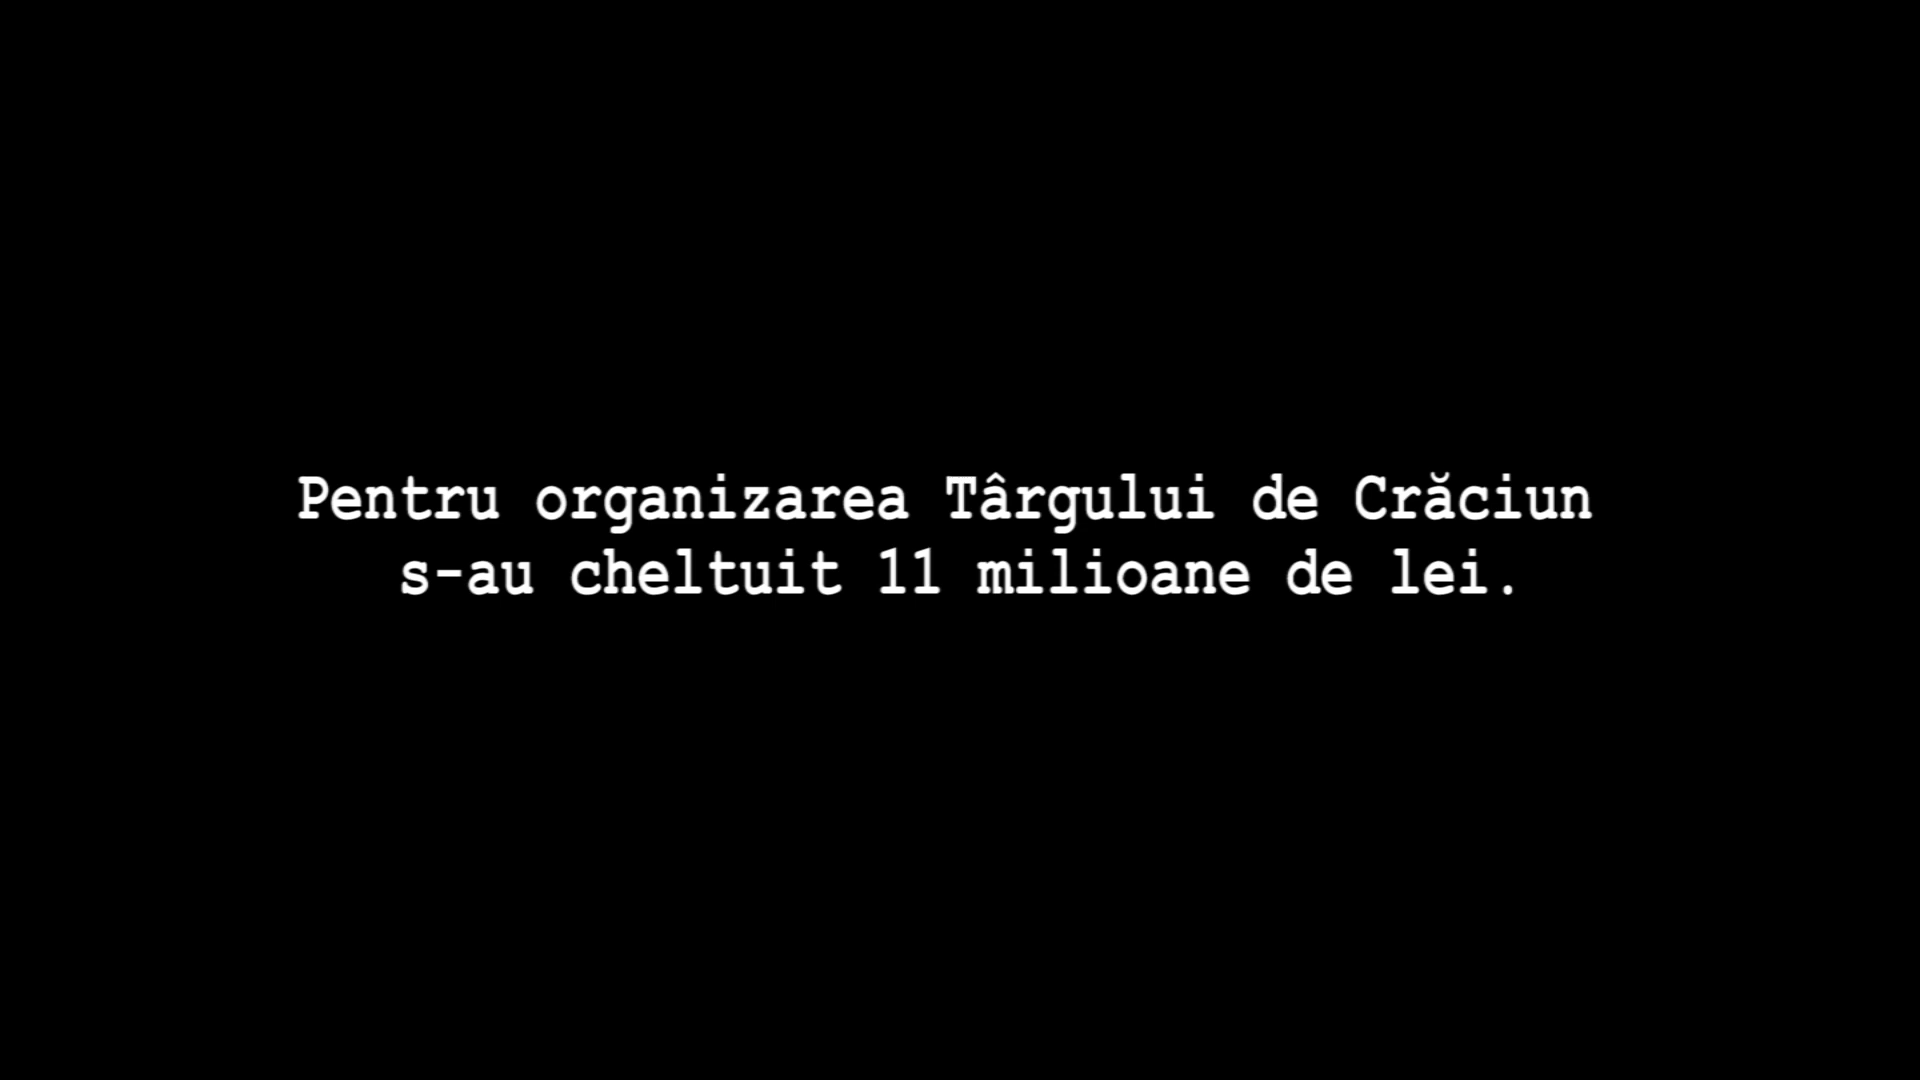 Pentru organizarea Târgului de Crăciun
s-au cheltuit 11 milioane de lei.